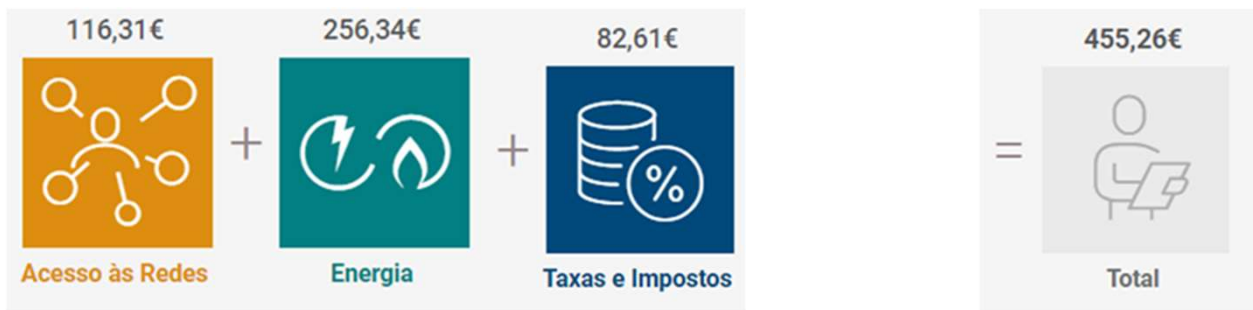 116,31€
256,34€
82,61€
455,26€
+
+
%
=
Acesso às Redes
Energia
Taxas e Impostos
Total